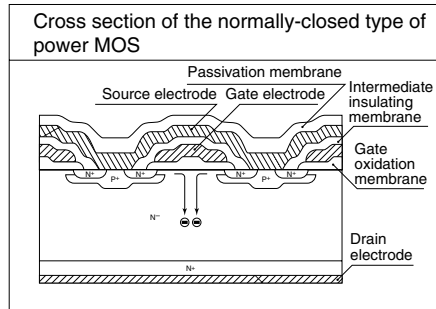 Cross section of the normally-closed type of
power MOS
Passivation membrane
Source electrode
Gate electrode
Intermediate
insulating
membrane
Gate
oxidation
membrane
N+ N+
P+
N+ N+
P+
N−
N+
Drain
electrode